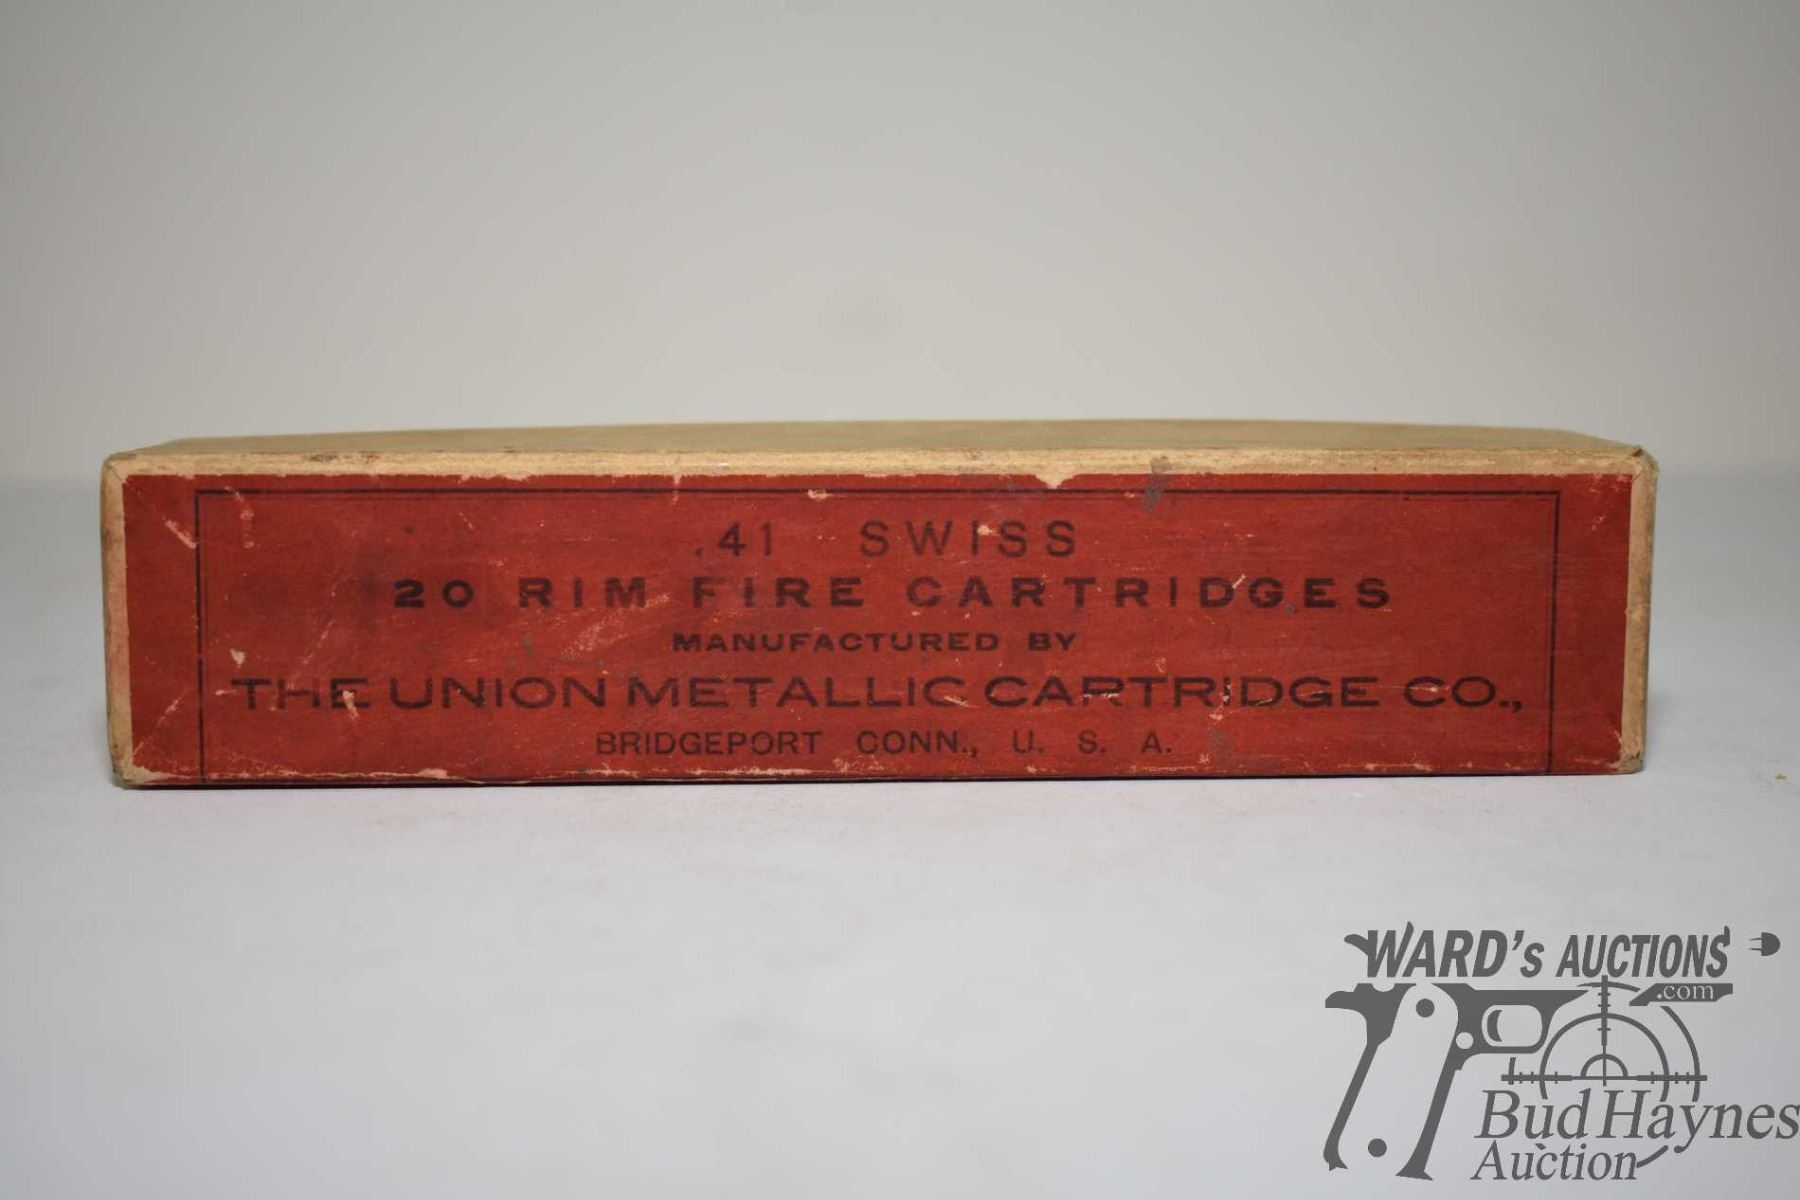 .41 SWISS
20 RIM FIRE CARTRIDGES
MANUFACTURED BY
THE UNION METALLIC CARTRIDGE CO.,
BRIDGEPORT CONN., U. S. A.
WARD's AUCTIONS
.com
Bud Haynes
Auction